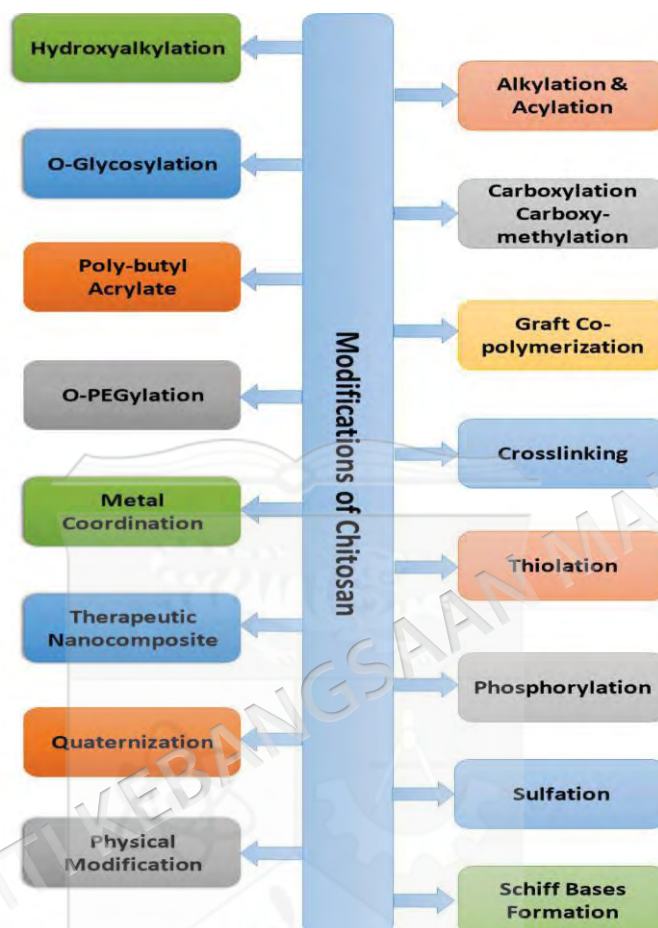 Hydroxyalkylation
O-Glycosylation
Poly-butyl
Acrylate
O-PEGylation
Metal
Coordination
Therapeutic
Nanocomposite
Quaternization
Physical
Modification
Modifications of Chitosan
Alkylation &
Acylation
Carboxylation
Carboxy-
methylation
Graft Co-
polymerization
Crosslinking
Thiolation
Phosphorylation
Sulfation
Schiff Bases
Formation
KEBANGSAAN